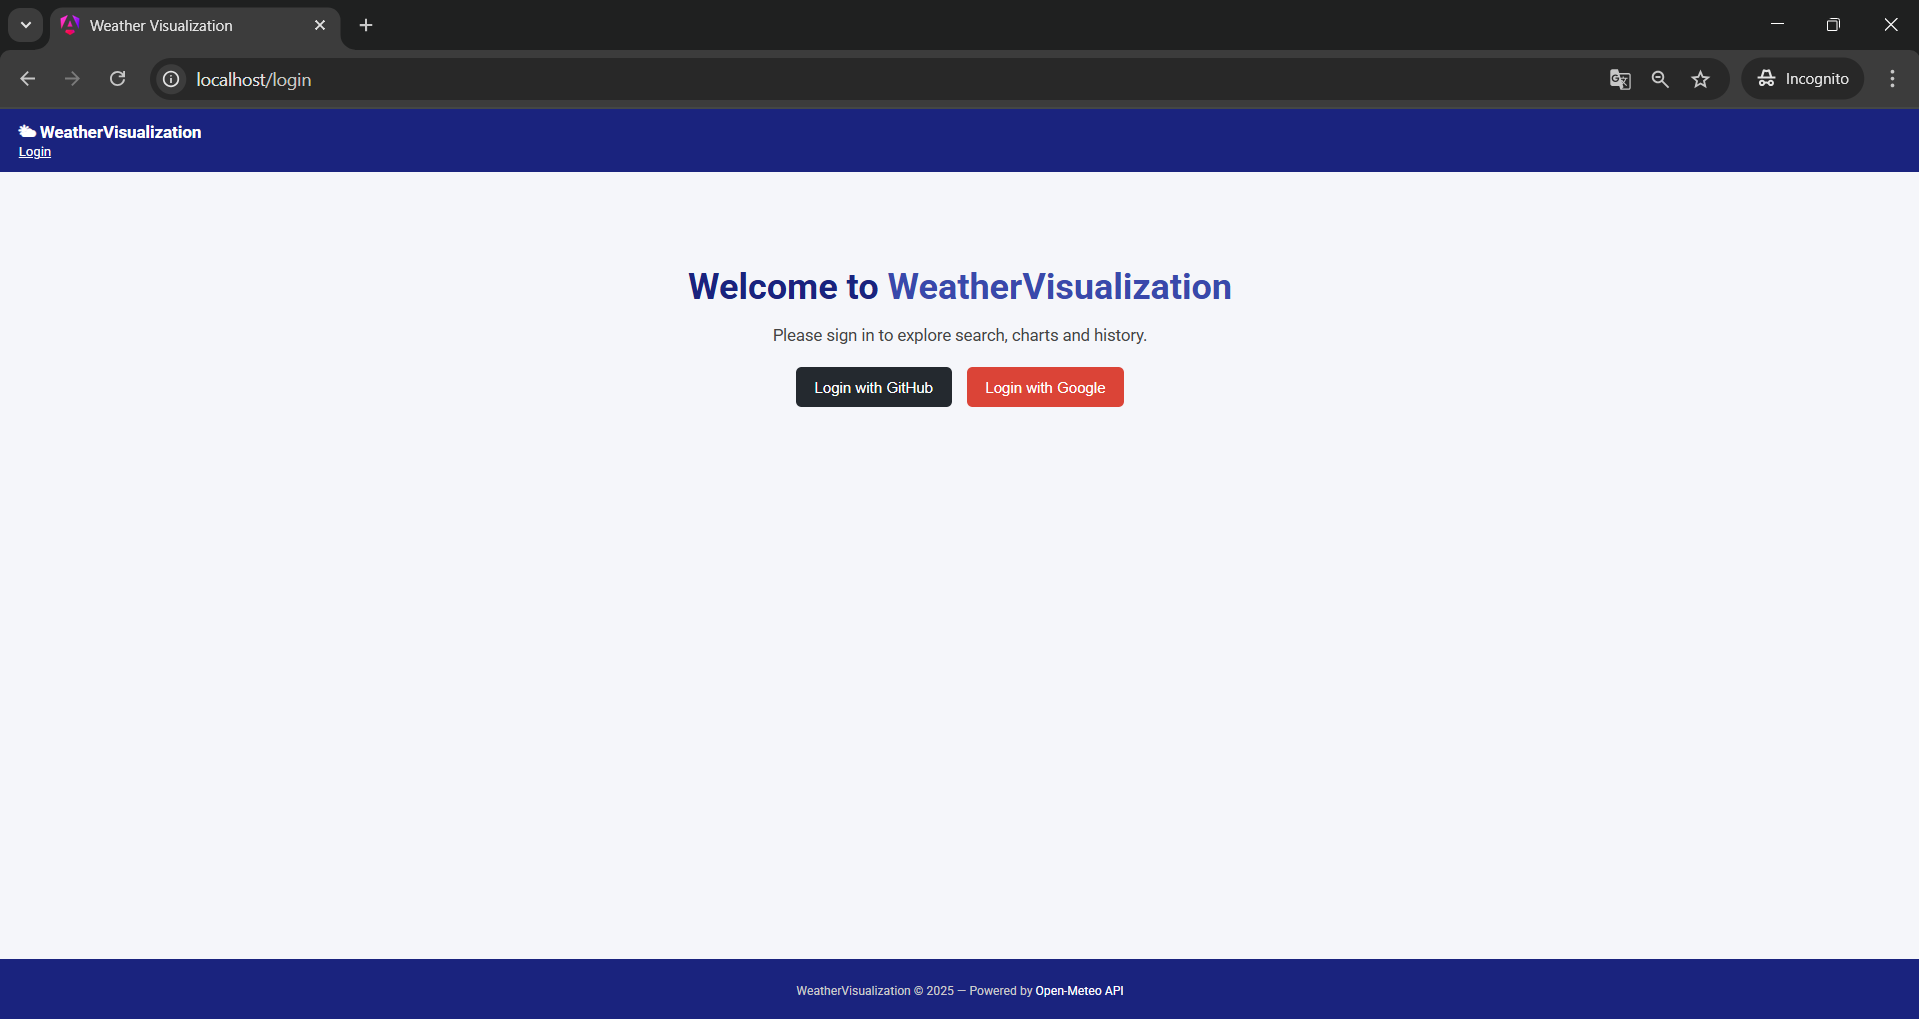 Weather Visualization
localhost/login
Incognito
WeatherVisualization
Login
Welcome to WeatherVisualization
Please sign in to explore search, charts and history.
Login with GitHub
Login with Google
WeatherVisualization © 2025 — Powered by Open-Meteo API